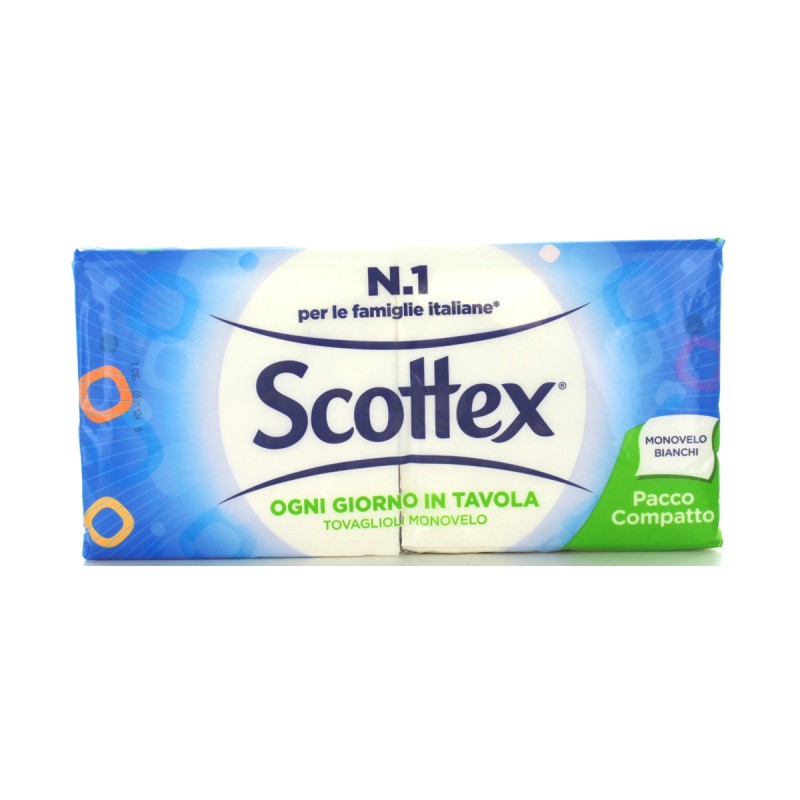 N.1
per le famiglie italiane*
Scottex®
OGNI GIORNO IN TAVOLA
TOVAGLIOLI MONOVELO
MONOVELO
BIANCHI
Pacco
Compatto